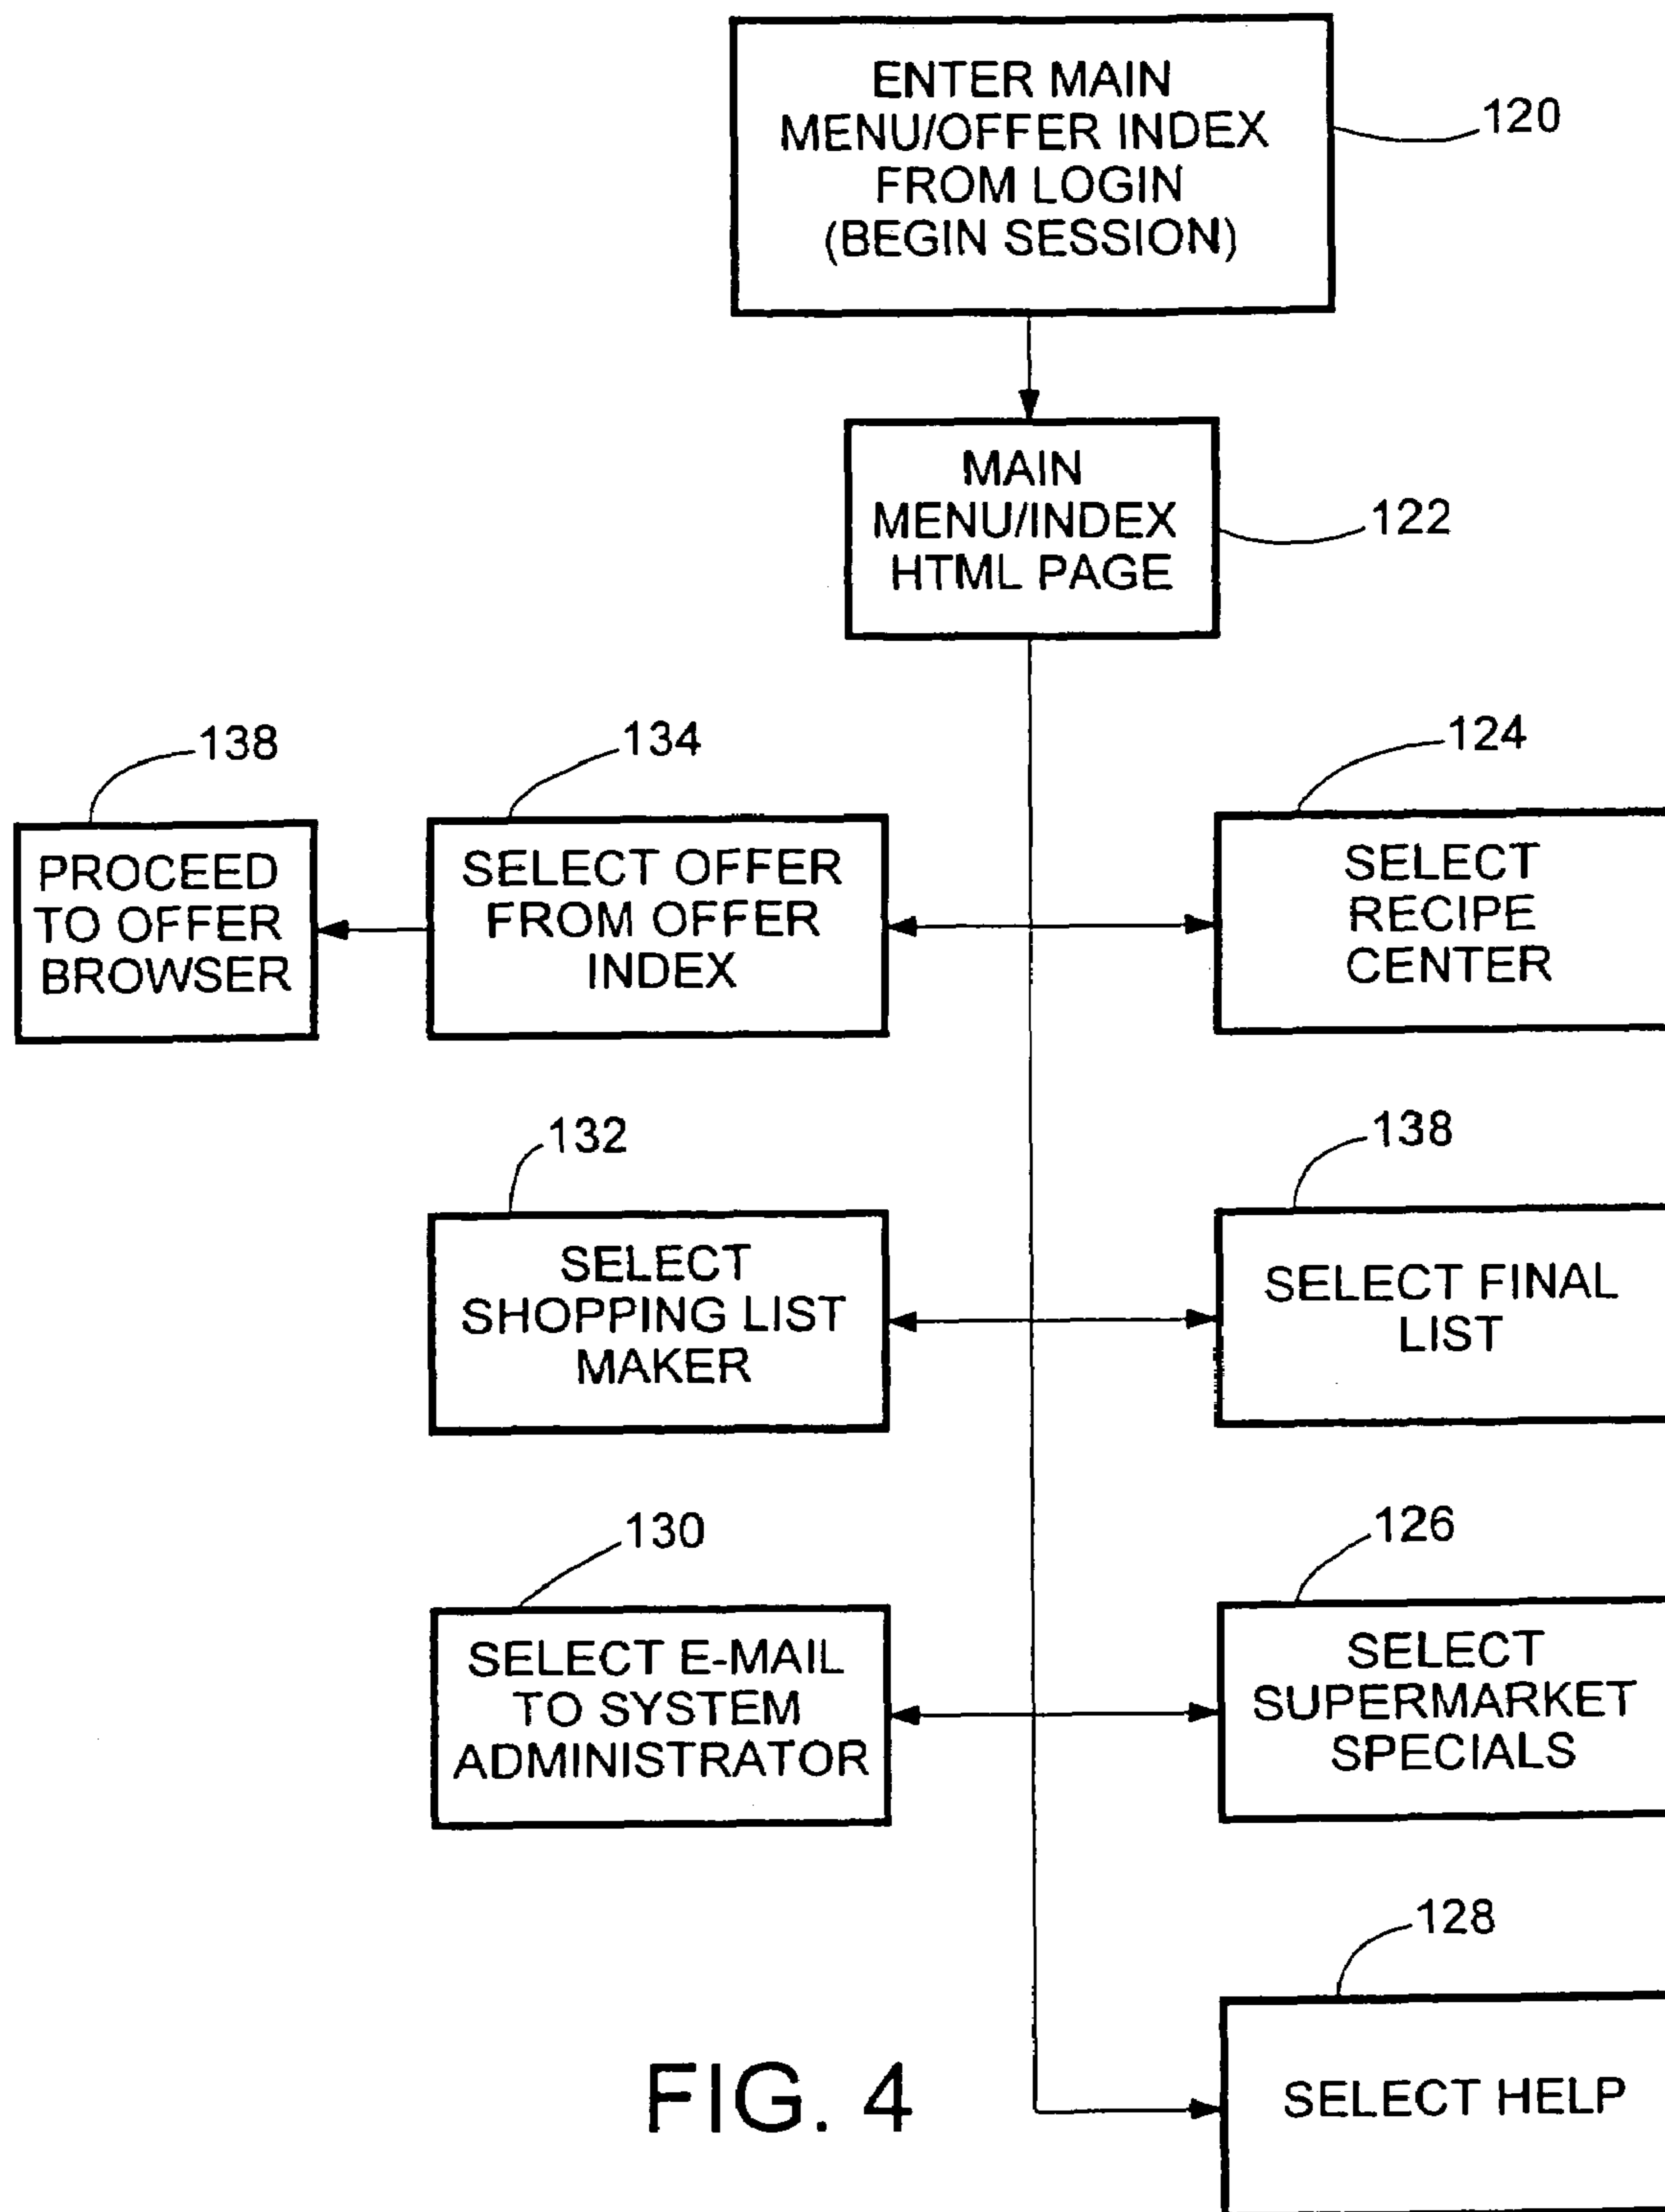 ENTER MAIN
MENU/OFFER INDEX
FROM LOGIN
(BEGIN SESSION)
120
MAIN
MENU/INDEX
HTML PAGE
122
138
PROCEED
TO OFFER
BROWSER
134
SELECT OFFER
FROM OFFER
INDEX
124
SELECT
RECIPE
CENTER
132
SELECT
SHOPPING LIST
MAKER
138
SELECT FINAL
LIST
130
SELECT E-MAIL
TO SYSTEM
ADMINISTRATOR
126
SELECT
SUPERMARKET
SPECIALS
128
SELECT HELP
FIG. 4